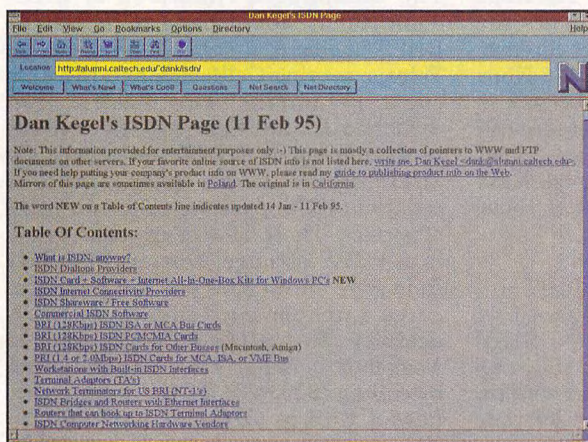 Dan Kegel's ISDN Page
File Edit View Go Bookmarks Options Directory Help
Location: http://alumni.caltech.edu/~dank/isdn/
Welcome What's New! What's Cool! Questions Net Search Net Directory
N
Dan Kegel's ISDN Page (11 Feb 95)
Note: This information provided for entertainment purposes only :-) This page is mostly a collection of pointers to WWW and FTP
documents on other servers. If your favorite online source of ISDN info is not listed here, write me, Dan Kegel <dank@alumni.caltech.edu>.
If you need help putting your company's product info on WWW, please read my guide to publishing product info on the Web.
Mirrors of this page are sometimes available in Poland. The original is in California.
The word NEW on a Table of Contents line indicates updated 14 Jan - 11 Feb 95.
Table Of Contents:
What is ISDN, anyway?
ISDN Dialtone Providers
ISDN Card + Software + Internet All-In-One-Box Kits for Windows PC's NEW
ISDN Internet Connectivity Providers
ISDN Shareware / Free Software
Commercial ISDN Software
BRI (128Kbps) ISDN ISA or MCA Bus Cards
BRI (128Kbps) ISDN PCMCIA Cards
BRI (128Kbps) ISDN Cards for Other Busses (Macintosh, Amiga)
PRI (1.4 or 2.0Mbps) ISDN Cards for MCA, ISA, or VME Bus
Workstations with Built-in ISDN Interfaces
Terminal Adaptors (TA's)
Network Terminators for US BRI (NT-1's)
ISDN Bridges and Routers with Ethernet Interfaces
Routers that can hook up to ISDN Terminal Adaptors
ISDN Computer Networking Hardware Vendors